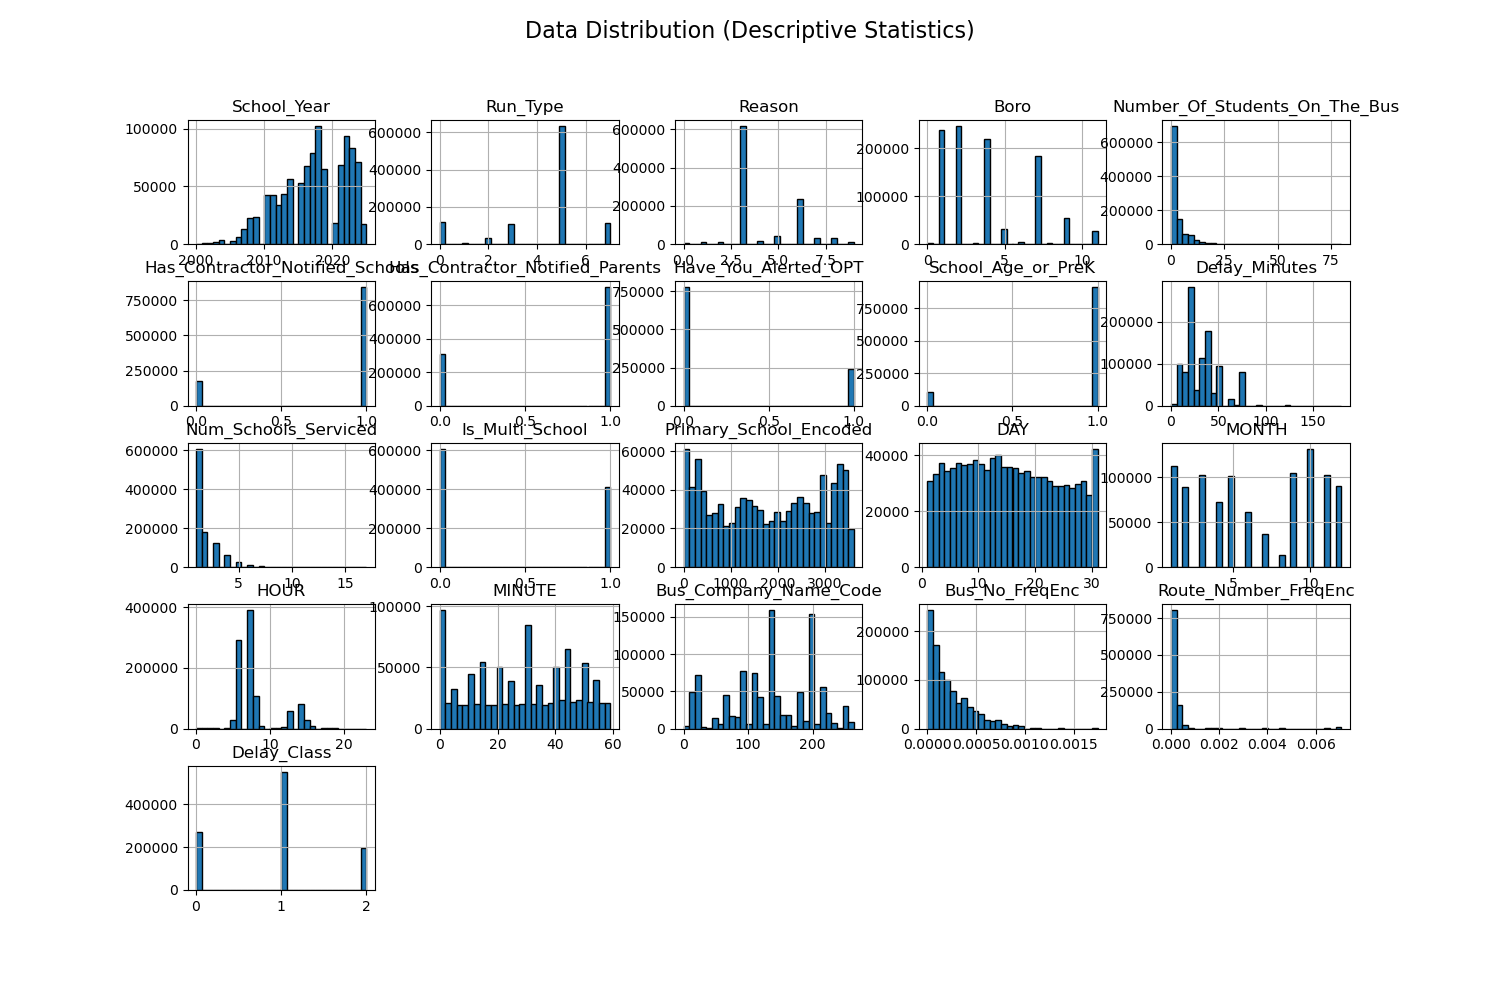 Data Distribution (Descriptive Statistics)
School_Year Run_Type Reason Boro Number_Of_Students_On_The_Bus
100000 50000 0
2000 2010 2020
600000 400000 200000 0
0 2 4 6
600000 400000 200000 0
0.0 2.5 5.0 7.5
200000 100000 0
0 5 10
600000 400000 200000 0
0 25 50 75
Has_Contractor_Notified_Schools Has_Contractor_Notified_Parents Have_You_Alerted_OPT School_Age_or_PreK Delay_Minutes
750000 500000 250000 0
0.0 0.5 1.0
600000 400000 200000 0
0.0 0.5 1.0
750000 500000 250000 0
0.0 0.5 1.0
750000 500000 250000 0
0.0 0.5 1.0
200000 100000 0
0 50 100 150
Num_Schools_Serviced Is_Multi_School Primary_School_Encoded DAY MONTH
600000 400000 200000 0
5 10 15
600000 400000 200000 0
0.0 0.5 1.0
60000 40000 20000 0
0 1000 2000 3000
40000 20000 0
0 10 20 30
100000 50000 0
5 10
HOUR MINUTE Bus_Company_Name_Code Bus_No_FreqEnc Route_Number_FreqEnc
400000 200000 0
0 10 20
100000 50000 0
0 20 40 60
150000 100000 50000 0
0 100 200
200000 100000 0
0.0000 0.0005 0.0010 0.0015
750000 500000 250000 0
0.000 0.002 0.004 0.006
Delay_Class
400000 200000 0
0 1 2